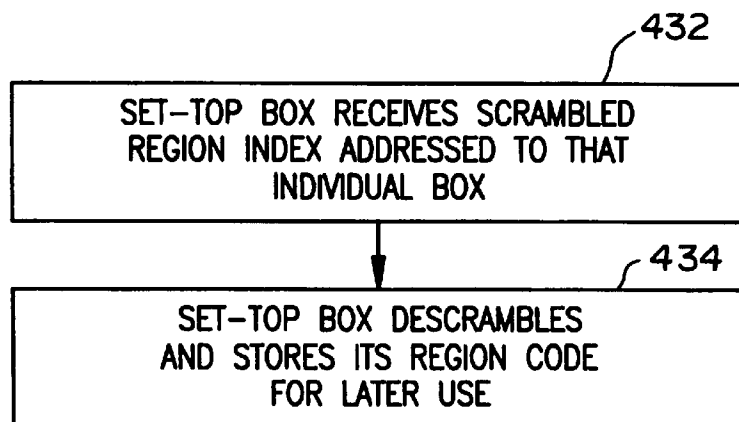 432
SET-TOP BOX RECEIVES SCRAMBLED
REGION INDEX ADDRESSED TO THAT
INDIVIDUAL BOX
434
SET-TOP BOX DESCRAMBLES
AND STORES ITS REGION CODE
FOR LATER USE